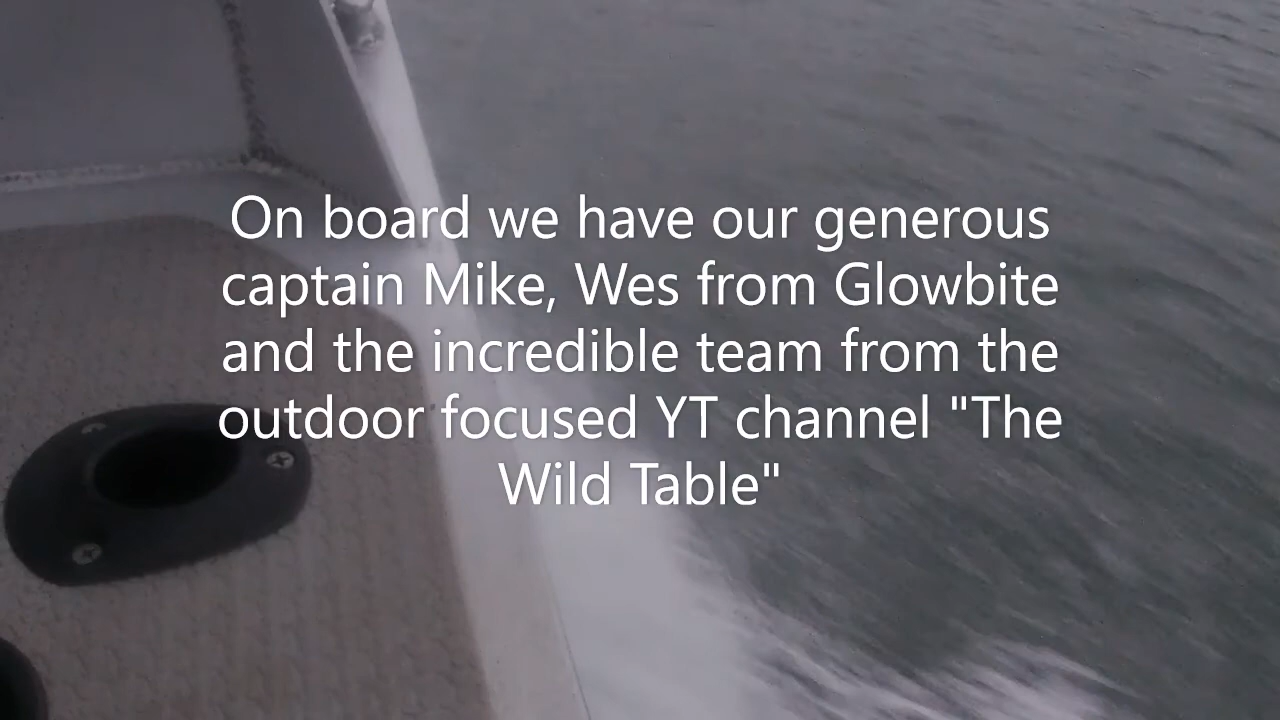 On board we have our generous
captain Mike, Wes from Glowbite
and the incredible team from the
outdoor focused YT channel "The
Wild Table"